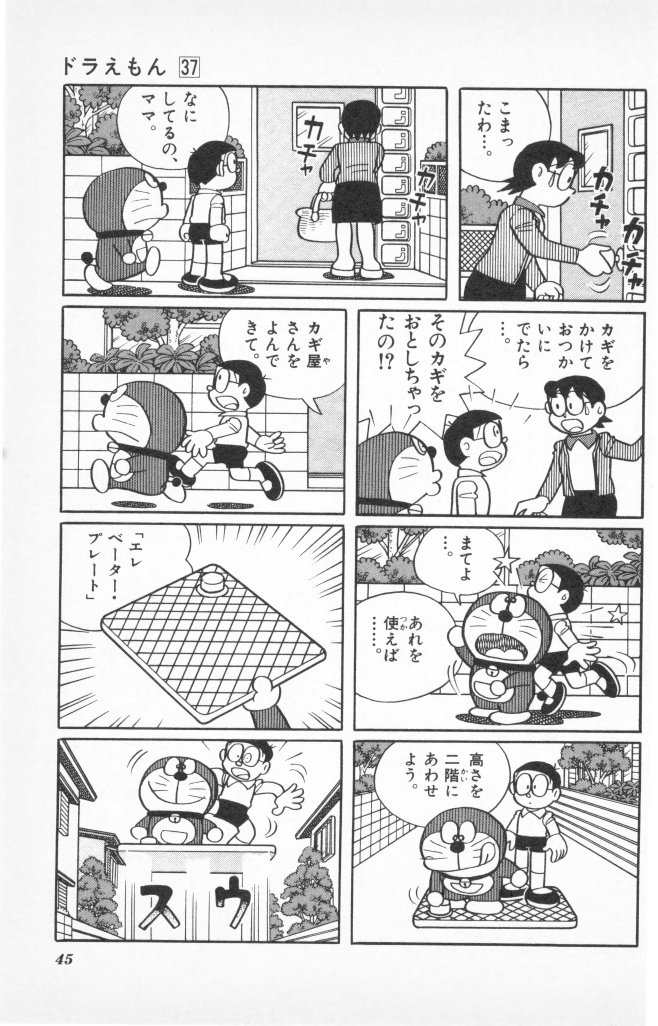 ドラえもん 37
こまっ
たわ…。
カチャ
カチャ
なに
してるの、
ママ。
カチャ
カチャ
カギを
かけて
おつか
いに
でたら
…。
そのカギを
おとしちゃっ
たの!?
カギ屋
さんを
よんで
きて。
や
まてよ
…。
あれを
使えば
……。
つか
「エレ
ベーター・
プレート」
高さを
二階に
あわせ
よう。
かい
スウ
45